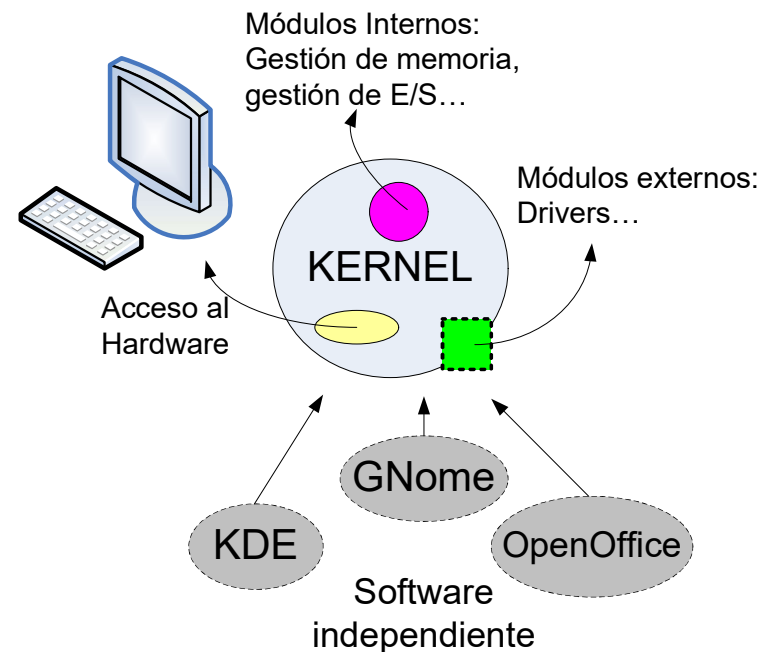 Módulos Internos:
Gestión de memoria,
gestión de E/S…
Módulos externos:
Drivers…
KERNEL
Acceso al
Hardware
GNome
KDE
OpenOffice
Software
independiente